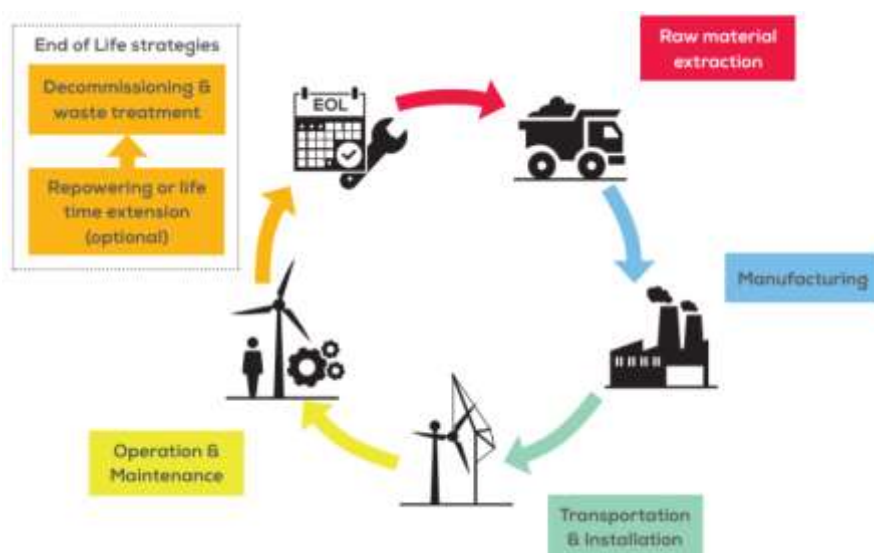 End of Life strategies
Decommissioning &
waste treatment
Repowering or life
time extension
(optional)
EOL
Raw material
extraction
Manufacturing
Transportation
& Installation
Operation &
Maintenance